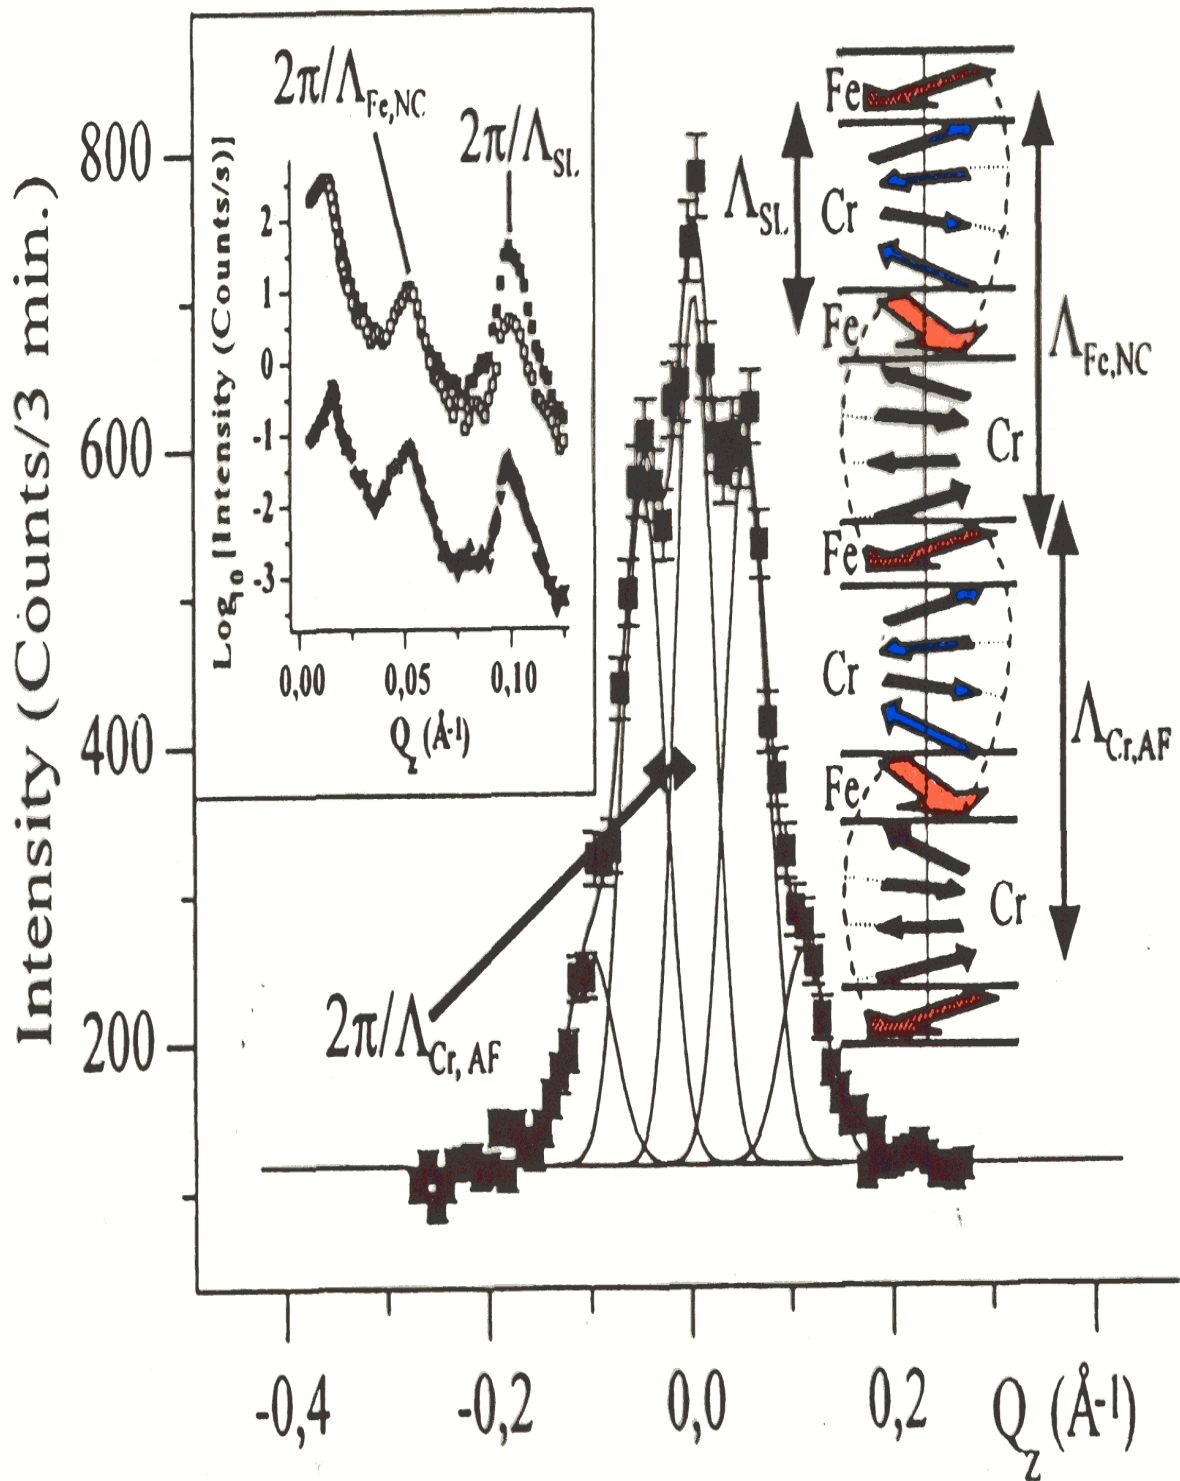 Intensity (Counts/3 min.)
800
600
400
200
-0,4
-0,2
0,0
0,2
Q_z (Å-1)
2π/Λ_Fe,NC
2π/Λ_SL
Log_10 [Intensity (Counts/s)]
2
1
0
-1
-2
-3
0,00
0,05
0,10
Q_z (Å-1)
2π/Λ_Cr, AF
Λ_SL
Λ_Fe,NC
Λ_Cr,AF
Fe
Cr
Fe
Cr
Fe
Cr
Fe
Cr